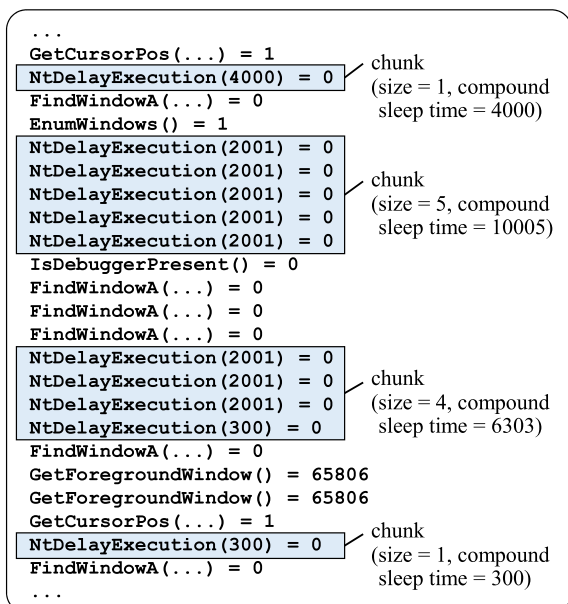 ...
GetCursorPos(...) = 1
NtDelayExecution(4000) = 0
FindWindowA(...) = 0
EnumWindows() = 1
chunk
(size = 1, compound
sleep time = 4000)
NtDelayExecution(2001) = 0
NtDelayExecution(2001) = 0
NtDelayExecution(2001) = 0
NtDelayExecution(2001) = 0
NtDelayExecution(2001) = 0
chunk
(size = 5, compound
sleep time = 10005)
IsDebuggerPresent() = 0
FindWindowA(...) = 0
FindWindowA(...) = 0
FindWindowA(...) = 0
NtDelayExecution(2001) = 0
NtDelayExecution(2001) = 0
NtDelayExecution(2001) = 0
NtDelayExecution(300) = 0
chunk
(size = 4, compound
sleep time = 6303)
FindWindowA(...) = 0
GetForegroundWindow() = 65806
GetForegroundWindow() = 65806
GetCursorPos(...) = 1
NtDelayExecution(300) = 0
FindWindowA(...) = 0
...
chunk
(size = 1, compound
sleep time = 300)